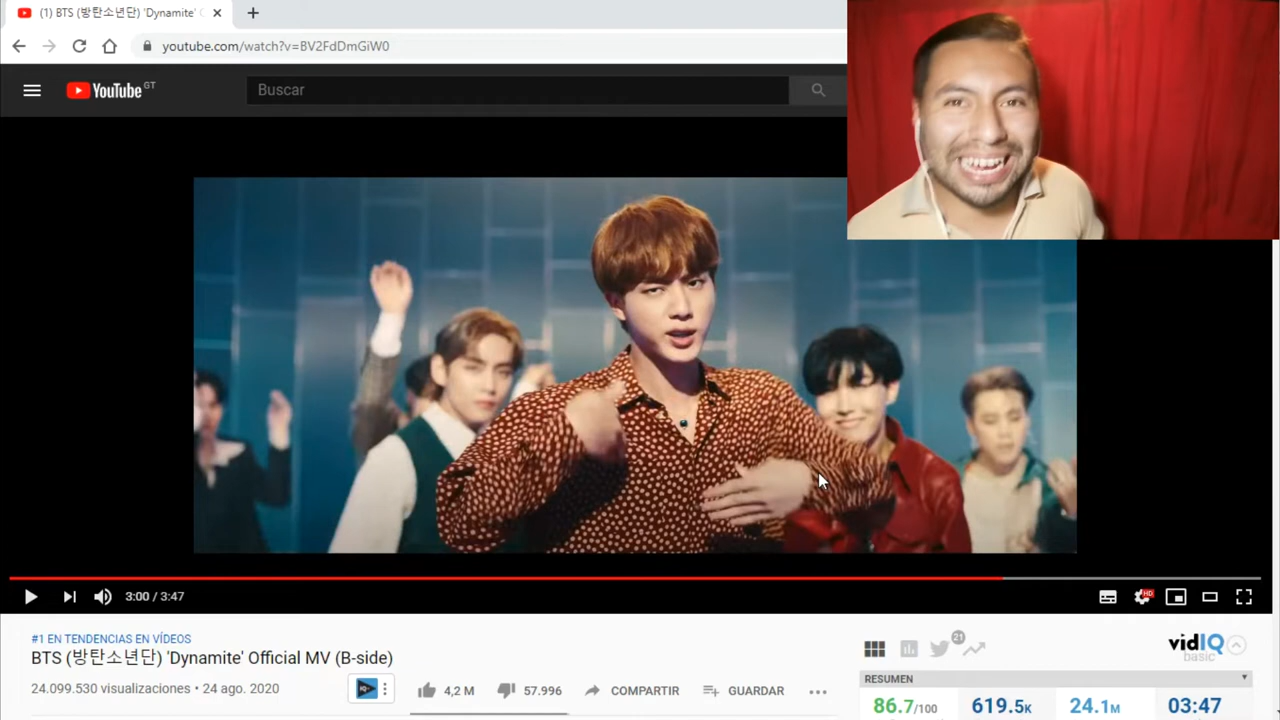 (1) BTS (방탄소년단) 'Dynamite'
youtube.com/watch?v=BV2FdDmGiW0
YouTube GT
Buscar
3:00 / 3:47
HD
#1 EN TENDENCIAS EN VÍDEOS
BTS (방탄소년단) 'Dynamite' Official MV (B-side)
24.099.530 visualizaciones • 24 ago. 2020
4,2 M
57.996
COMPARTIR
GUARDAR
21
vidIQ
basic
RESUMEN
86.7/100
619.5K
24.1M
03:47